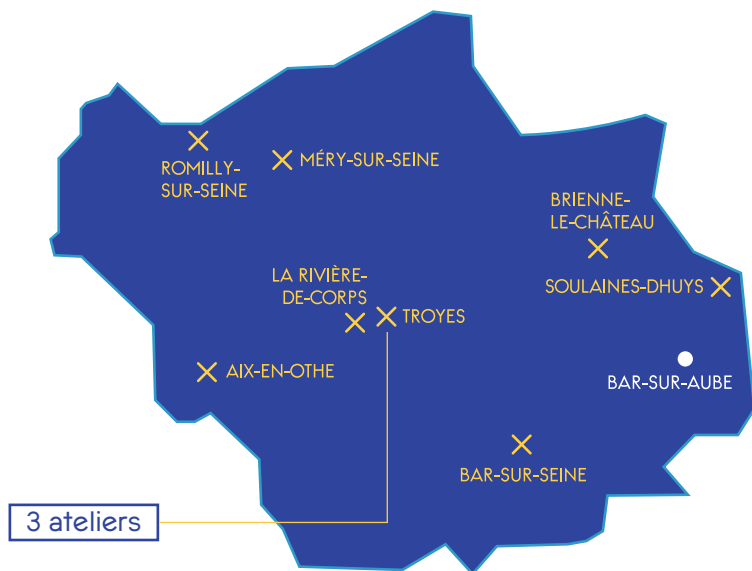 ROMILLY-
SUR-SEINE
MÉRY-SUR-SEINE
BRIENNE-
LE-CHÂTEAU
SOULAINES-DHUYS
LA RIVIÈRE-
DE-CORPS
TROYES
AIX-EN-OTHE
BAR-SUR-AUBE
BAR-SUR-SEINE
3 ateliers